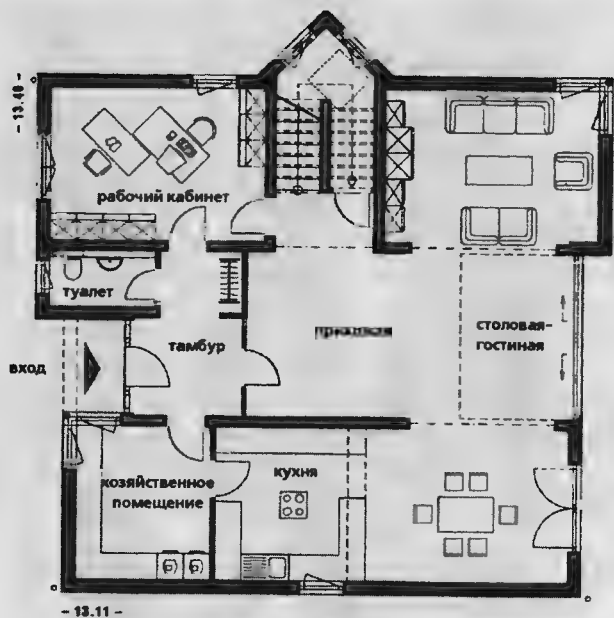 - 13.40 -
рабочий кабинет
туалет
тамбур
столовая-
гостиная
вход
хозяйственное
помещение
кухня
- 13.11 -